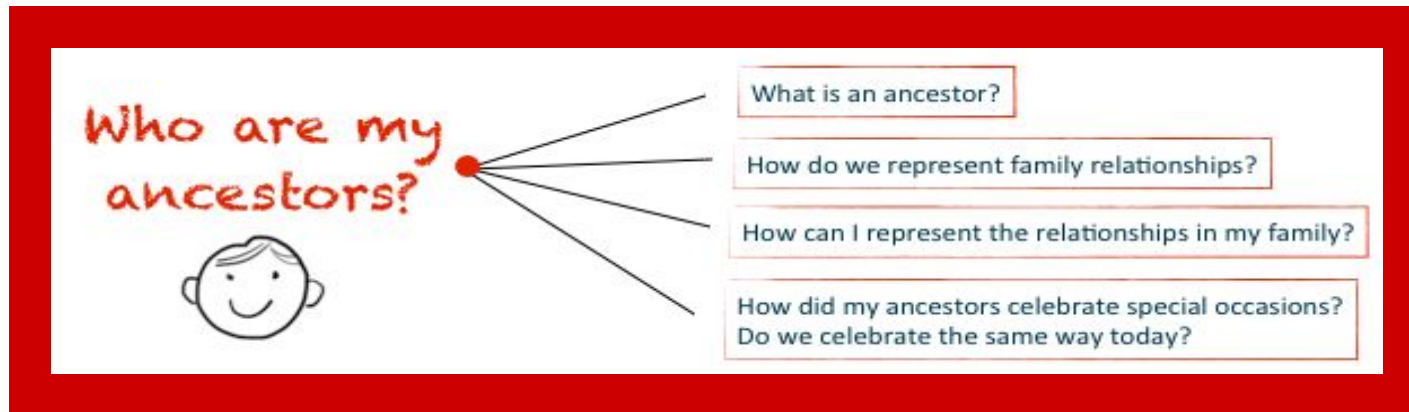 Who are my
ancestors?
What is an ancestor?
How do we represent family relationships?
How can I represent the relationships in my family?
How did my ancestors celebrate special occasions?
Do we celebrate the same way today?